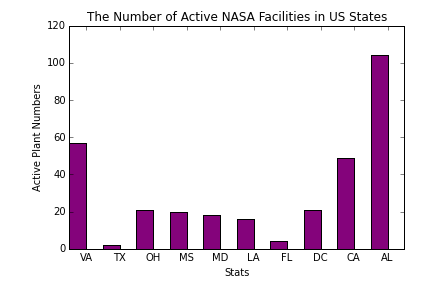 The Number of Active NASA Facilities in US States
120
100
80
60
40
20
0
Active Plant Numbers
VA TX OH MS MD LA FL DC CA AL
Stats